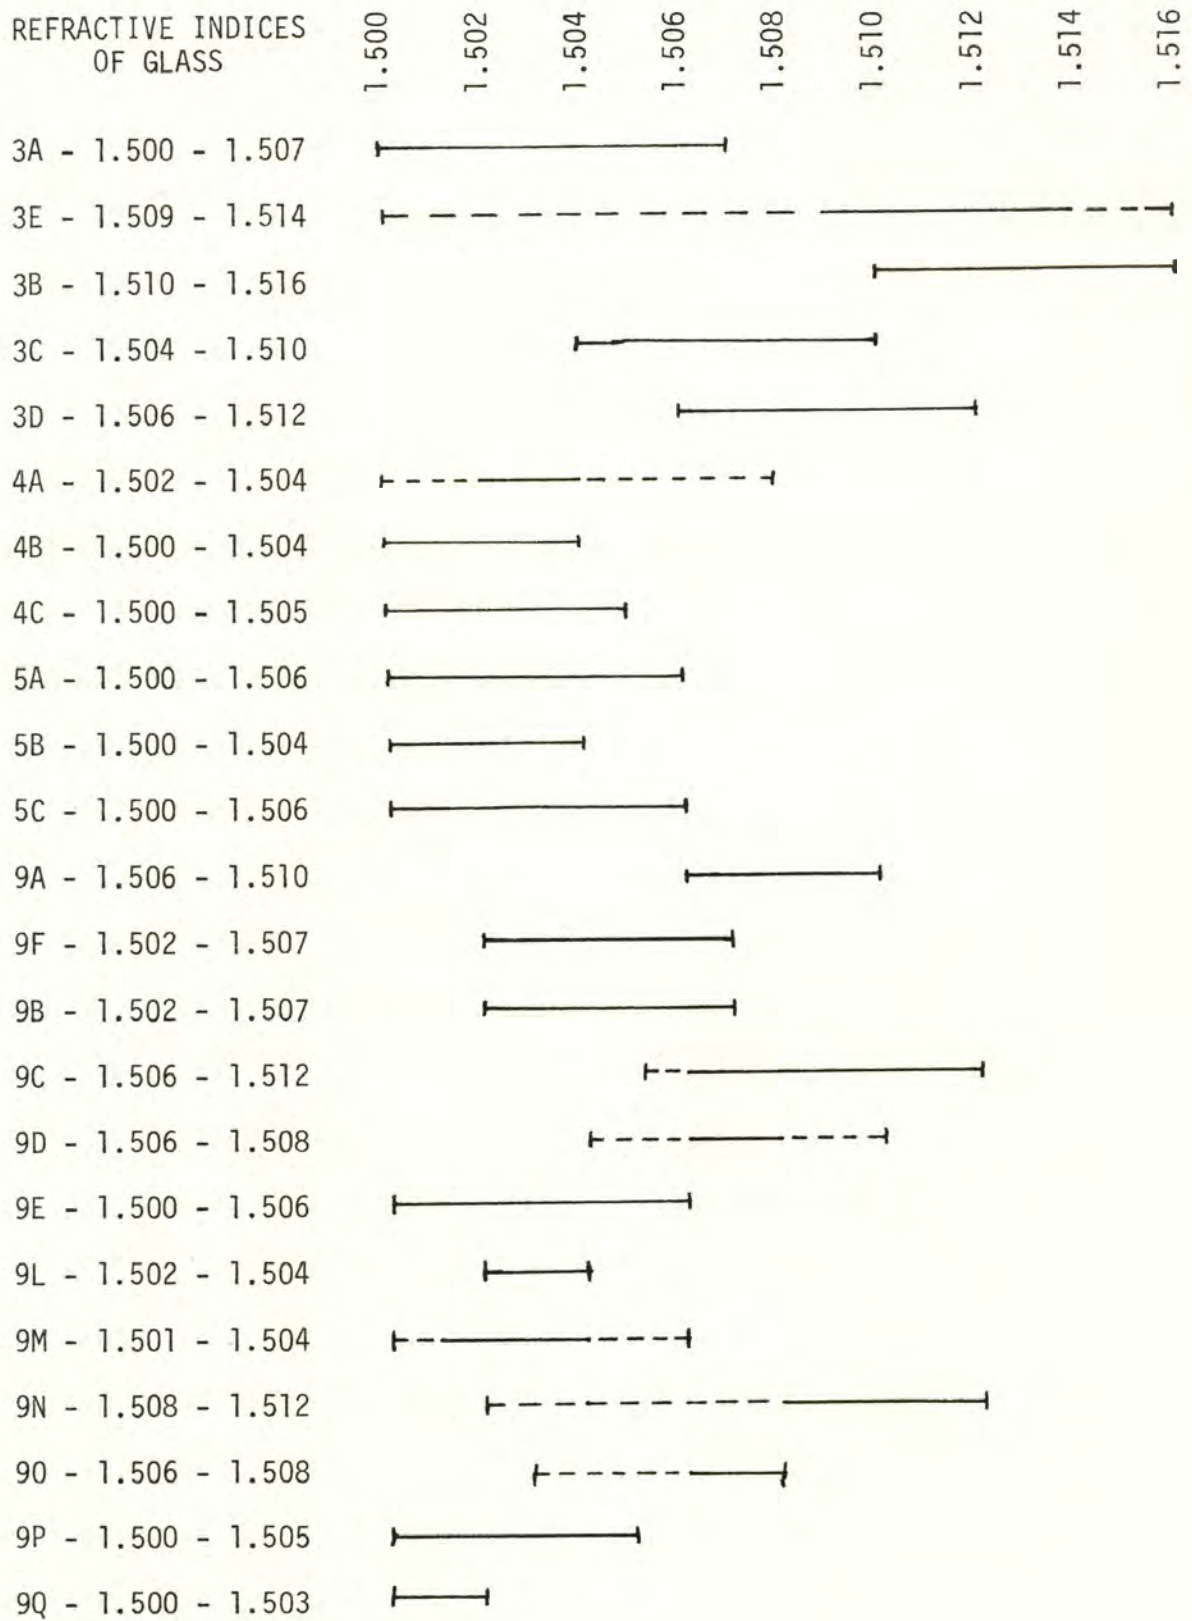 REFRACTIVE INDICES
OF GLASS
1.500 1.502 1.504 1.506 1.508 1.510 1.512 1.514 1.516
3A - 1.500 - 1.507
3E - 1.509 - 1.514
3B - 1.510 - 1.516
3C - 1.504 - 1.510
3D - 1.506 - 1.512
4A - 1.502 - 1.504
4B - 1.500 - 1.504
4C - 1.500 - 1.505
5A - 1.500 - 1.506
5B - 1.500 - 1.504
5C - 1.500 - 1.506
9A - 1.506 - 1.510
9F - 1.502 - 1.507
9B - 1.502 - 1.507
9C - 1.506 - 1.512
9D - 1.506 - 1.508
9E - 1.500 - 1.506
9L - 1.502 - 1.504
9M - 1.501 - 1.504
9N - 1.508 - 1.512
9O - 1.506 - 1.508
9P - 1.500 - 1.505
9Q - 1.500 - 1.503